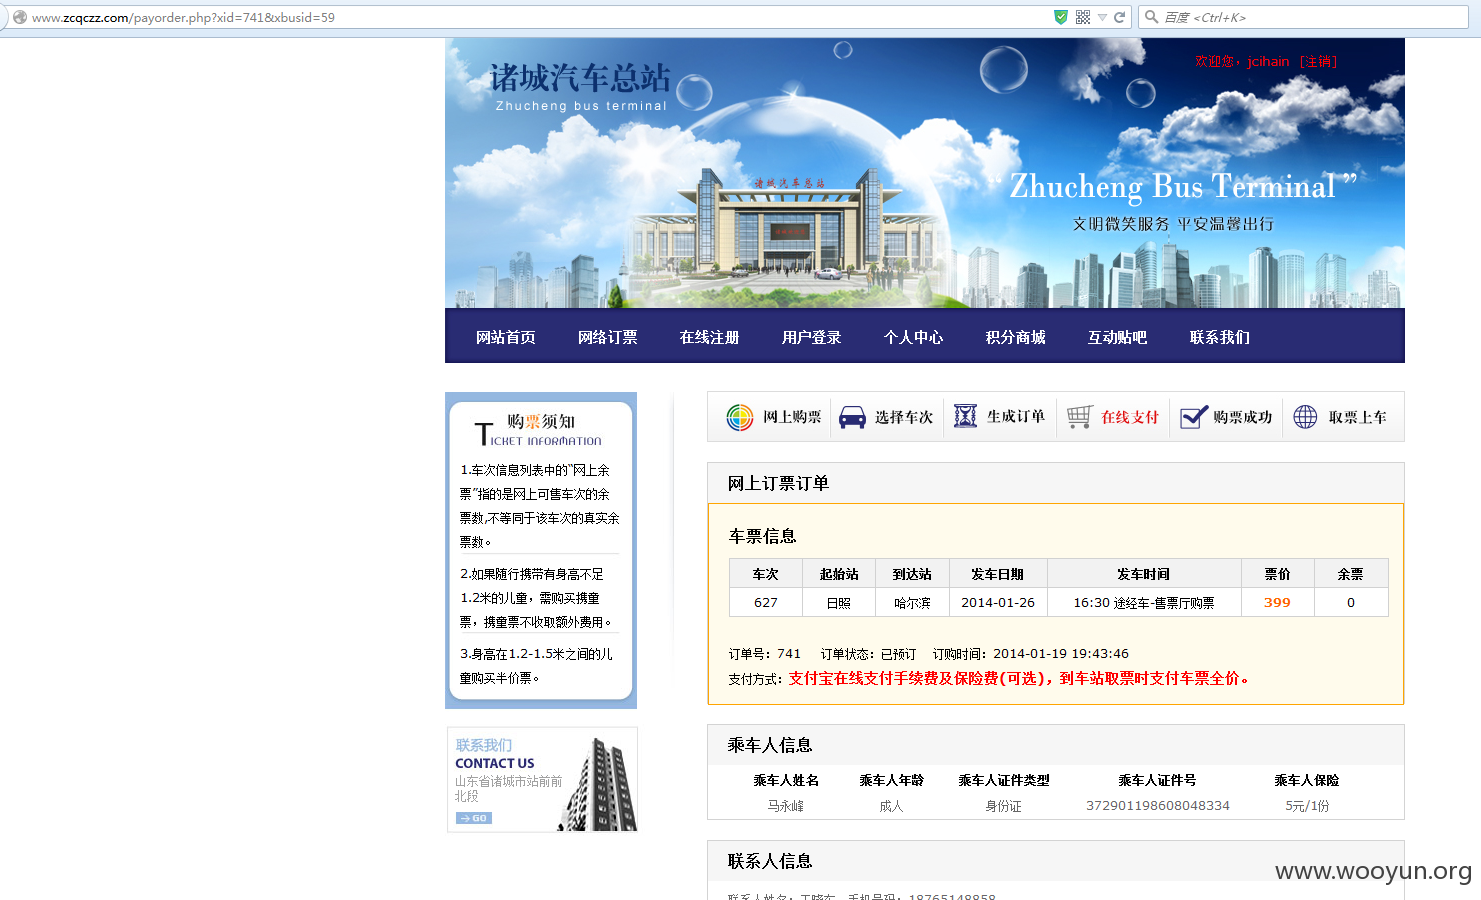 www.zcqczz.com/payorder.php?xid=741&xbusid=59
百度 <Ctrl+K>
诸城汽车总站
Zhucheng bus terminal
欢迎您，jcihain [注销]
诸城汽车总站
“ Zhucheng Bus Terminal ”
文明微笑服务 平安温馨出行
网站首页 网络订票 在线注册 用户登录 个人中心 积分商城 互动贴吧 联系我们
购票须知
TICKET INFORMATION
1.车次信息列表中的“网上余
票”指的是网上可售车次的余
票数,不等同于该车次的真实余
票数。
2.如果随行携带有身高不足
1.2米的儿童，需购买携童
票，携童票不收取额外费用。
3.身高在1.2-1.5米之间的儿
童购买半价票。
联系我们
CONTACT US
山东省诸城市站前前
北段
GO
网上购票 选择车次 生成订单 在线支付 购票成功 取票上车
网上订票订单
车票信息
车次 起始站 到达站 发车日期 发车时间 票价 余票
627 日照 哈尔滨 2014-01-26 16:30 途经车-售票厅购票 399 0
订单号：741 订单状态：已预订 订购时间：2014-01-19 19:43:46
支付方式：支付宝在线支付手续费及保险费(可选)，到车站取票时支付车票全价。
乘车人信息
乘车人姓名 乘车人年龄 乘车人证件类型 乘车人证件号 乘车人保险
马永峰 成人 身份证 372901198608048334 5元/1份
联系人信息
www.wooyun.org